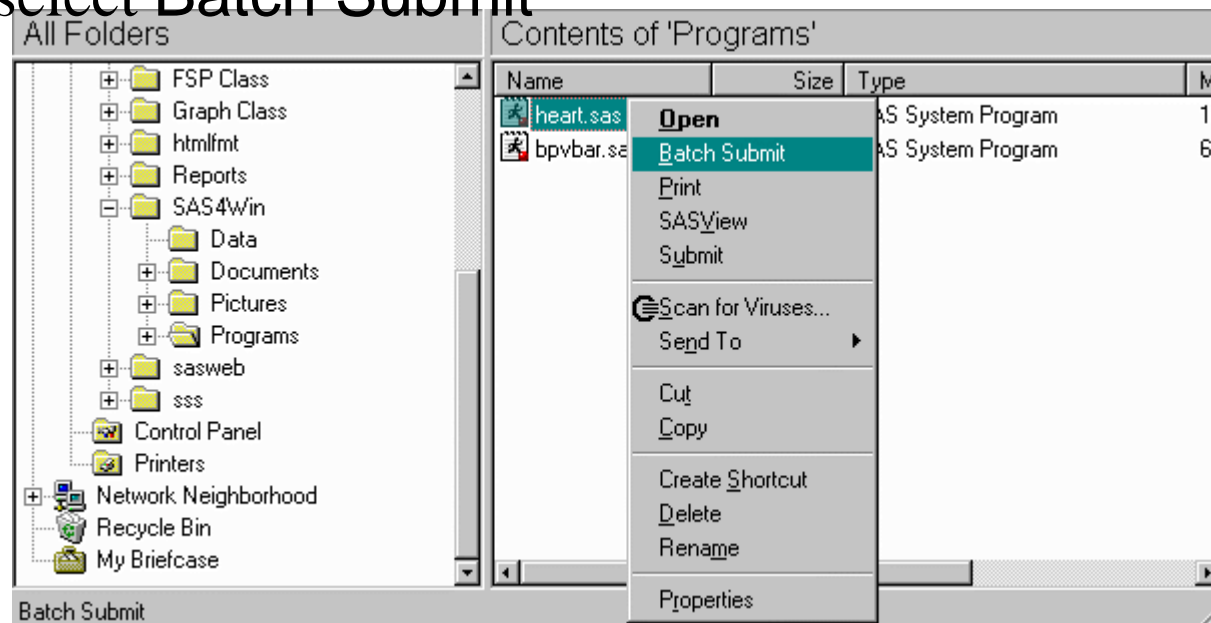 select Batch Submit
All Folders
Contents of 'Programs'
FSP Class
Graph Class
htmlfmt
Reports
SAS4Win
Data
Documents
Pictures
Programs
sasweb
sss
Control Panel
Printers
Network Neighborhood
Recycle Bin
My Briefcase
Name Size Type M
heart.sas AS System Program 1
bpvbar.sa AS System Program 6
Open
Batch Submit
Print
SASView
Submit
Scan for Viruses...
Send To
Cut
Copy
Create Shortcut
Delete
Rename
Properties
Batch Submit